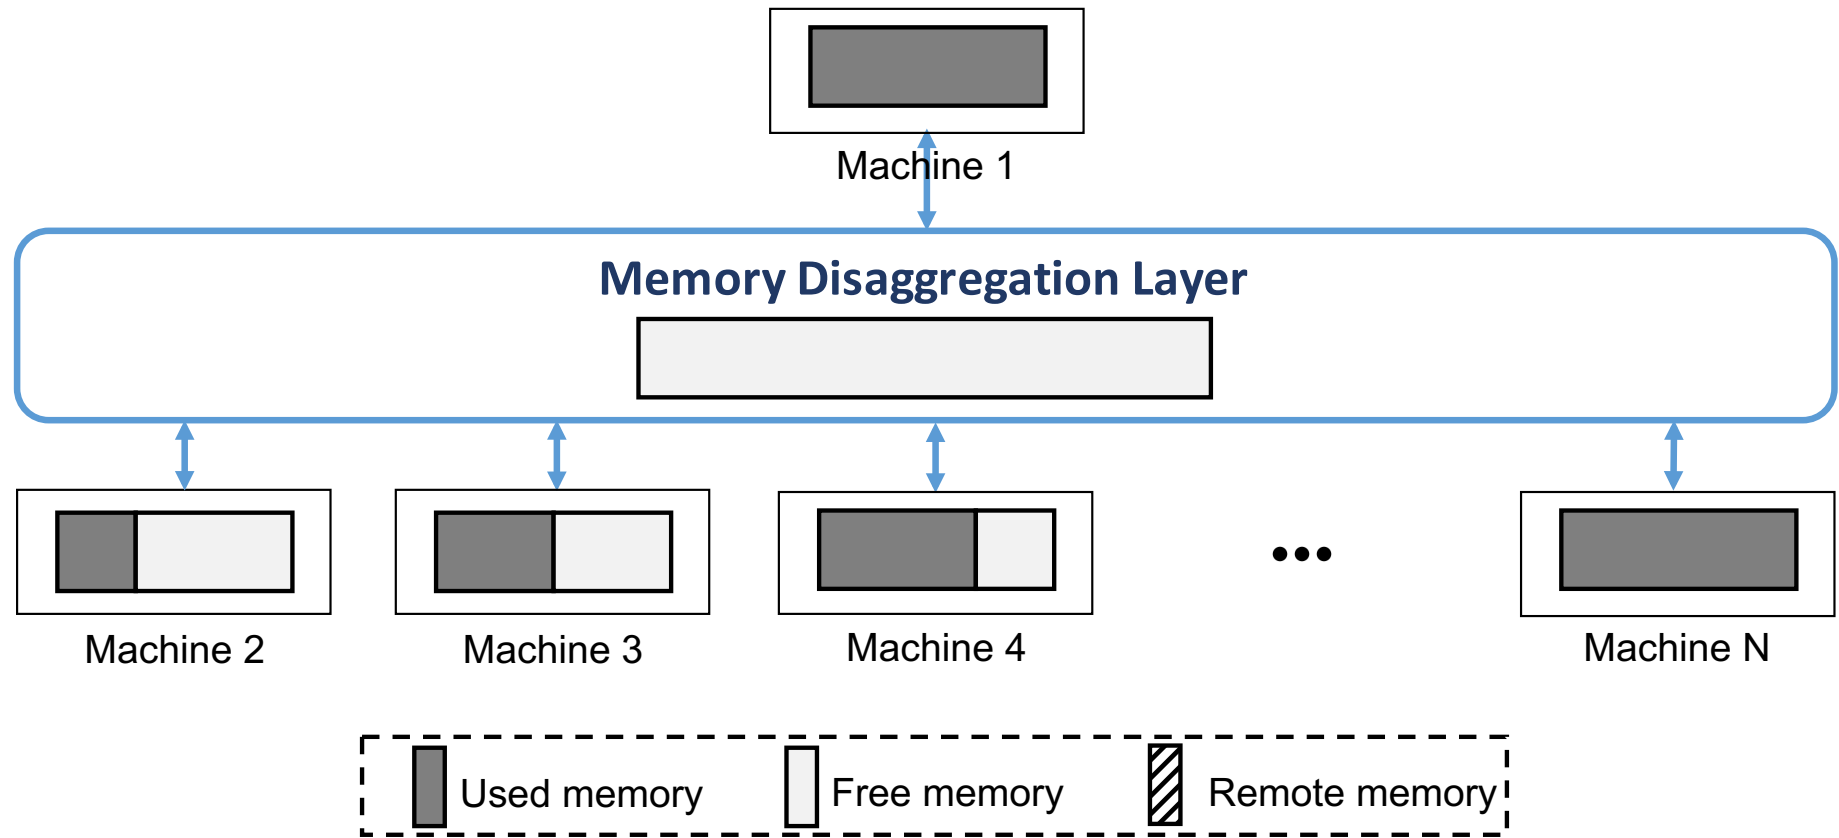 Machine 1
Memory Disaggregation Layer
Machine 2
Machine 3
Machine 4
•••
Machine N
Used memory
Free memory
Remote memory